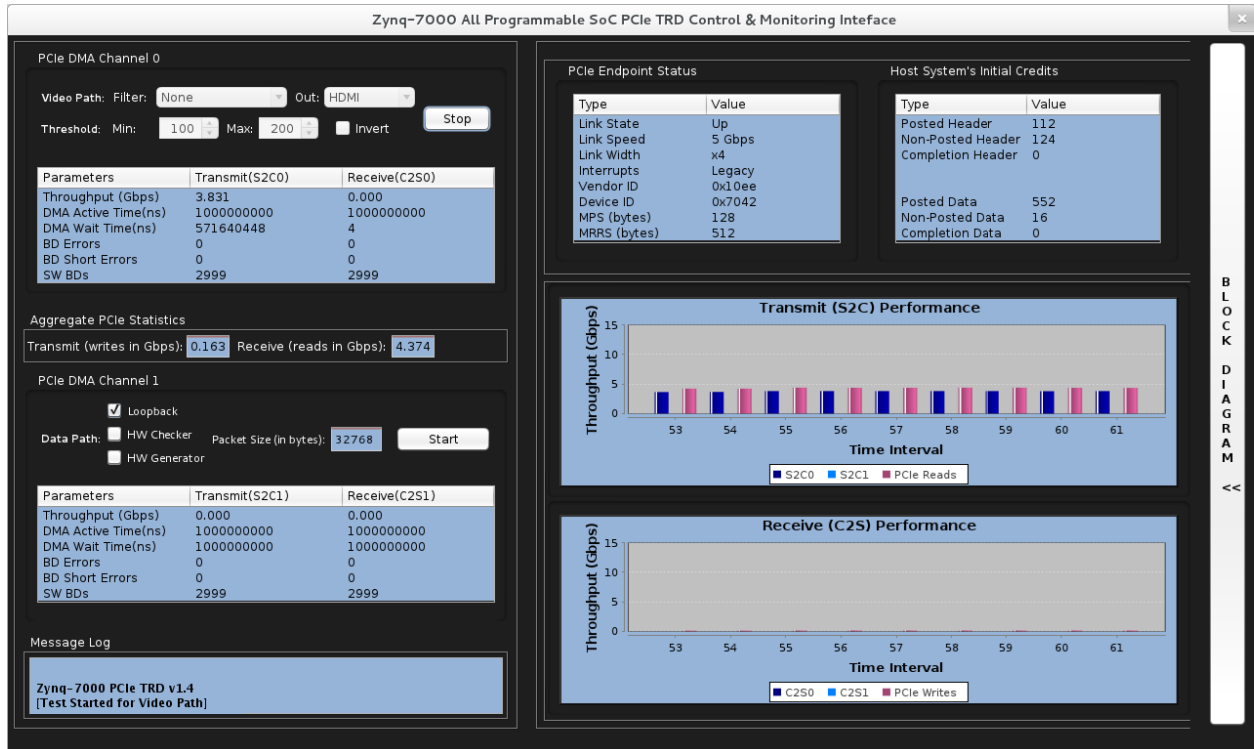 Zynq-7000 All Programmable SoC PCIe TRD Control & Monitoring Inteface
PCIe DMA Channel 0
Video Path: Filter: None Out: HDMI
Threshold: Min: 100 Max: 200 Invert
Stop
Parameters Transmit(S2C0) Receive(C2S0)
Throughput (Gbps) 3.831 0.000
DMA Active Time(ns) 1000000000 1000000000
DMA Wait Time(ns) 571640448 4
BD Errors 0 0
BD Short Errors 0 0
SW BDs 2999 2999
Aggregate PCIe Statistics
Transmit (writes in Gbps): 0.163 Receive (reads in Gbps): 4.374
PCIe DMA Channel 1
Loopback
Data Path: HW Checker Packet Size (in bytes): 32768 Start
HW Generator
Parameters Transmit(S2C1) Receive(C2S1)
Throughput (Gbps) 0.000 0.000
DMA Active Time(ns) 1000000000 1000000000
DMA Wait Time(ns) 1000000000 1000000000
BD Errors 0 0
BD Short Errors 0 0
SW BDs 2999 2999
Message Log
Zynq-7000 PCIe TRD v1.4
[Test Started for Video Path]
PCIe Endpoint Status
Type Value
Link State Up
Link Speed 5 Gbps
Link Width x4
Interrupts Legacy
Vendor ID 0x10ee
Device ID 0x7042
MPS (bytes) 128
MRRS (bytes) 512
Host System's Initial Credits
Type Value
Posted Header 112
Non-Posted Header 124
Completion Header 0
Posted Data 552
Non-Posted Data 16
Completion Data 0
Transmit (S2C) Performance
Throughput (Gbps)
15
10
5
0
53 54 55 56 57 58 59 60 61
Time Interval
S2C0 S2C1 PCIe Reads
Receive (C2S) Performance
Throughput (Gbps)
15
10
5
0
53 54 55 56 57 58 59 60 61
Time Interval
C2S0 C2S1 PCIe Writes
BLOCK DIAGRAM <<